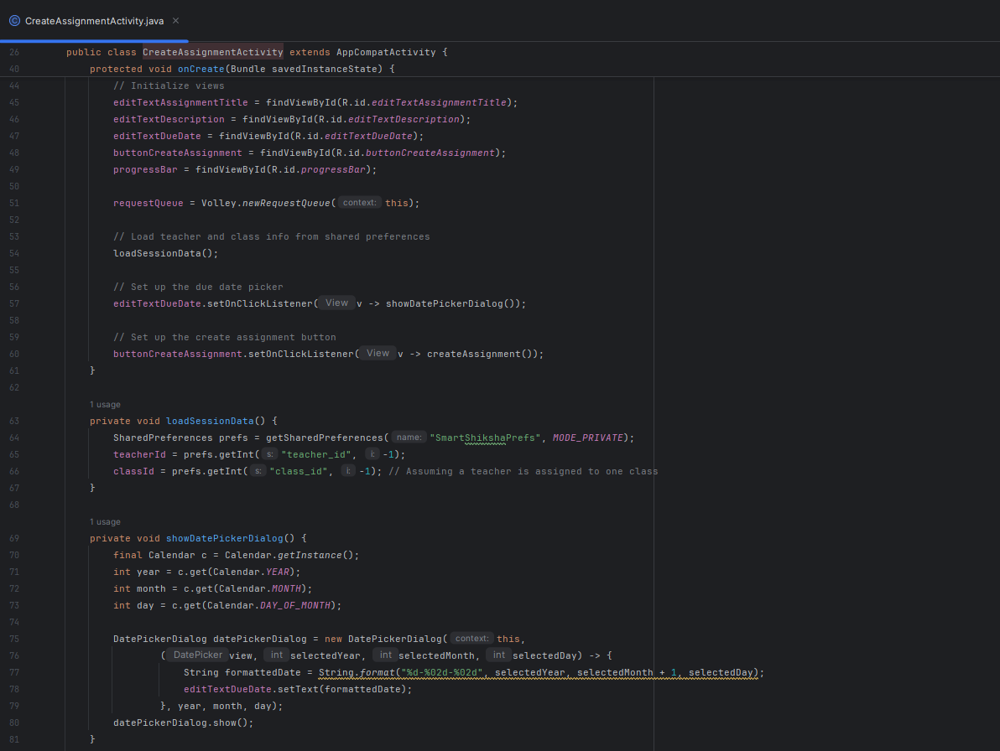 CreateAssignmentActivity.java
26 public class CreateAssignmentActivity extends AppCompatActivity {
40 protected void onCreate(Bundle savedInstanceState) {
44 // Initialize views
45 editTextAssignmentTitle = findViewById(R.id.editTextAssignmentTitle);
46 editTextDescription = findViewById(R.id.editTextDescription);
47 editTextDueDate = findViewById(R.id.editTextDueDate);
48 buttonCreateAssignment = findViewById(R.id.buttonCreateAssignment);
49 progressBar = findViewById(R.id.progressBar);
50
51 requestQueue = Volley.newRequestQueue( context: this);
52
53 // Load teacher and class info from shared preferences
54 loadSessionData();
55
56 // Set up the due date picker
57 editTextDueDate.setOnClickListener( View v -> showDatePickerDialog());
58
59 // Set up the create assignment button
60 buttonCreateAssignment.setOnClickListener( View v -> createAssignment());
61 }
62
1 usage
63 private void loadSessionData() {
64 SharedPreferences prefs = getSharedPreferences( name: "SmartShikshaPrefs", MODE_PRIVATE);
65 teacherId = prefs.getInt( s: "teacher_id", i: -1);
66 classId = prefs.getInt( s: "class_id", i: -1); // Assuming a teacher is assigned to one class
67 }
68
1 usage
69 private void showDatePickerDialog() {
70 final Calendar c = Calendar.getInstance();
71 int year = c.get(Calendar.YEAR);
72 int month = c.get(Calendar.MONTH);
73 int day = c.get(Calendar.DAY_OF_MONTH);
74
75 DatePickerDialog datePickerDialog = new DatePickerDialog( context: this,
76 ( DatePicker view, int selectedYear, int selectedMonth, int selectedDay) -> {
77 String formattedDate = String.format("%d-%02d-%02d", selectedYear, selectedMonth + 1, selectedDay);
78 editTextDueDate.setText(formattedDate);
79 }, year, month, day);
80 datePickerDialog.show();
81 }